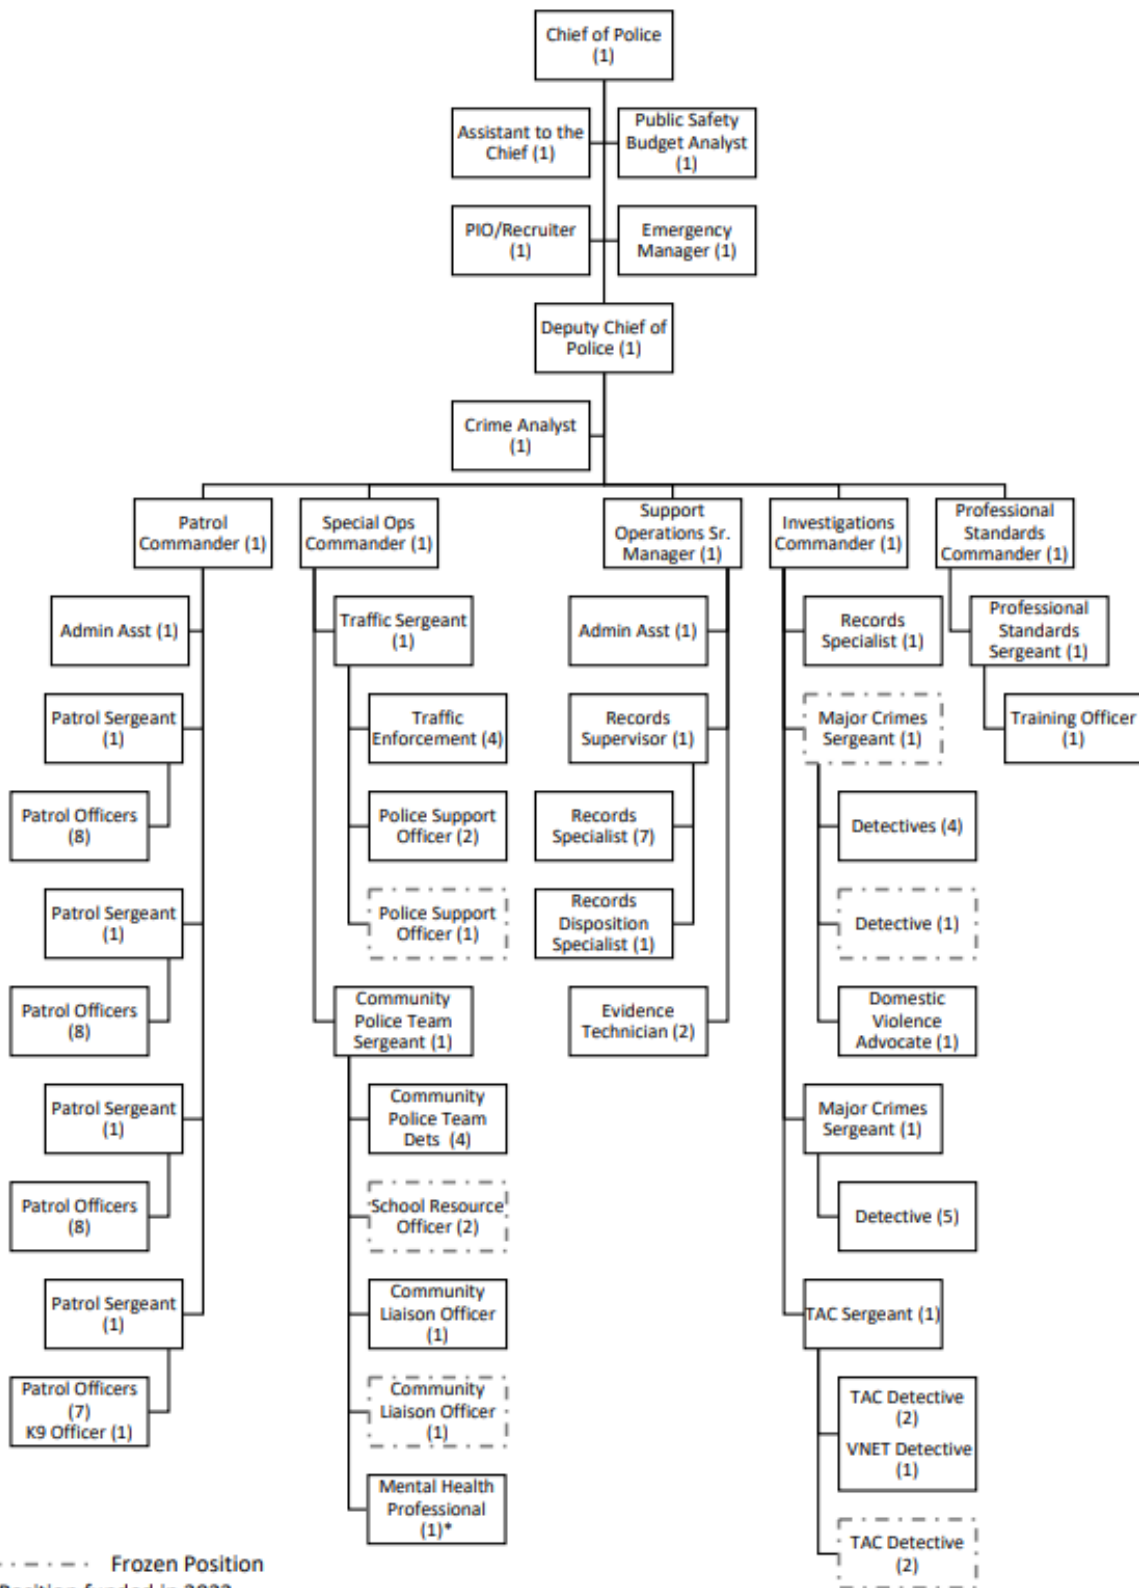 Chief of Police
(1)
Assistant to the
Chief (1)
Public Safety
Budget Analyst
(1)
PIO/Recruiter
(1)
Emergency
Manager (1)
Deputy Chief of
Police (1)
Crime Analyst
(1)
Patrol
Commander (1)
Special Ops
Commander (1)
Support
Operations Sr.
Manager (1)
Investigations
Commander (1)
Professional
Standards
Commander (1)
Admin Asst (1)
Patrol Sergeant
(1)
Patrol Officers
(8)
Patrol Sergeant
(1)
Patrol Officers
(8)
Patrol Sergeant
(1)
Patrol Officers
(8)
Patrol Sergeant
(1)
Patrol Officers
(7)
K9 Officer (1)
Traffic Sergeant
(1)
Traffic
Enforcement (4)
Police Support
Officer (2)
Police Support
Officer (1)
Community
Police Team
Sergeant (1)
Community
Police Team
Dets (4)
School Resource
Officer (2)
Community
Liaison Officer
(1)
Community
Liaison Officer
(1)
Mental Health
Professional
(1)*
Admin Asst (1)
Records
Supervisor (1)
Records
Specialist (7)
Records
Disposition
Specialist (1)
Evidence
Technician (2)
Records
Specialist (1)
Major Crimes
Sergeant (1)
Detectives (4)
Detective (1)
Domestic
Violence
Advocate (1)
Major Crimes
Sergeant (1)
Detective (5)
TAC Sergeant (1)
TAC Detective
(2)
VNET Detective
(1)
TAC Detective
(2)
Professional
Standards
Sergeant (1)
Training Officer
(1)
Frozen Position
Position funded in